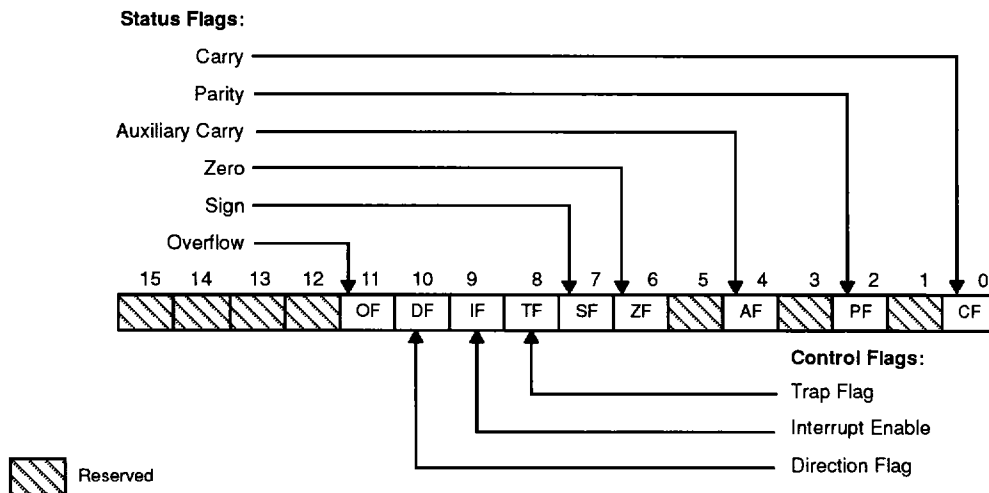 Status Flags:
Carry
Parity
Auxiliary Carry
Zero
Sign
Overflow
15 14 13 12 11 10 9 8 7 6 5 4 3 2 1 0
OF DF IF TF SF ZF AF PF CF
Control Flags:
Trap Flag
Interrupt Enable
Direction Flag
Reserved